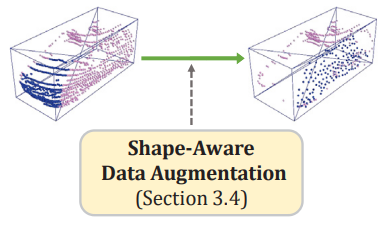 Shape-Aware
Data Augmentation
(Section 3.4)